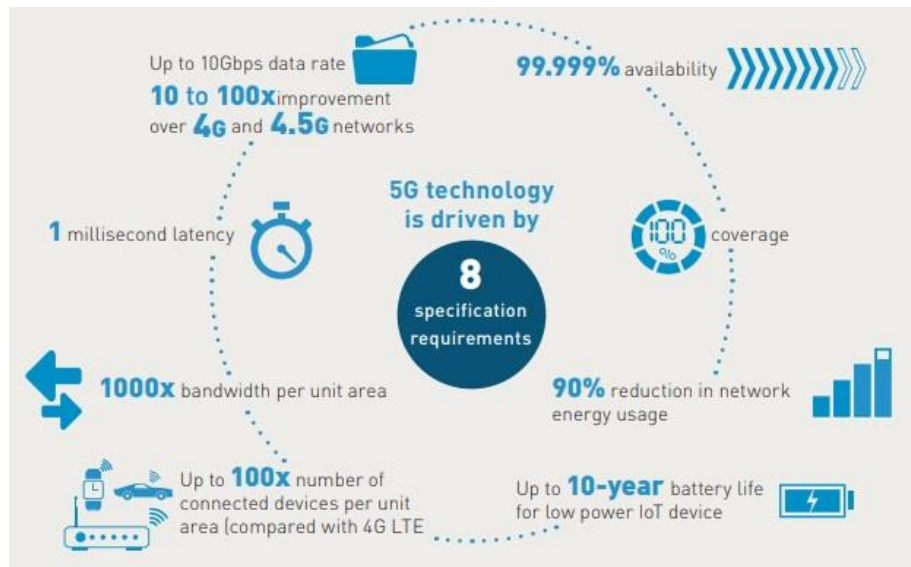 Up to 10Gbps data rate
10 to 100x improvement
over 4G and 4.5G networks
99.999% availability
5G technology
is driven by
8
specification
requirements
1 millisecond latency
100
%
coverage
1000x bandwidth per unit area
90% reduction in network
energy usage
Up to 100x number of
connected devices per unit
area (compared with 4G LTE
Up to 10-year battery life
for low power IoT device